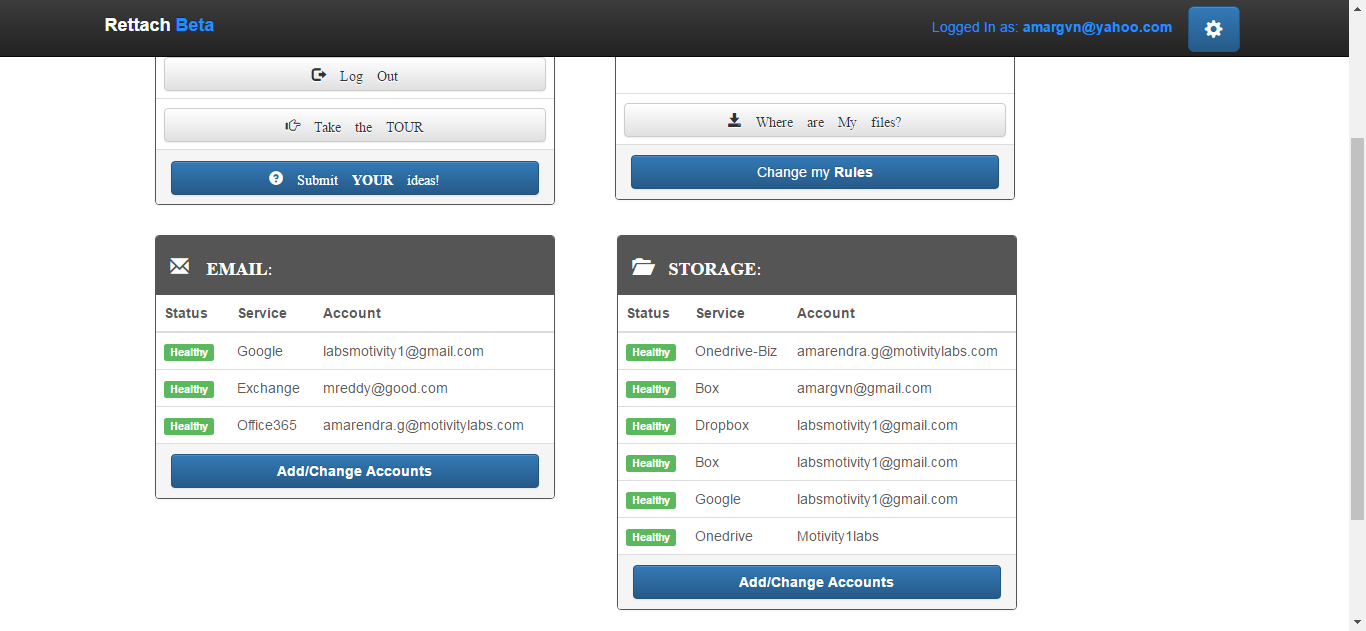 Rettach Beta
Logged In as: amargvn@yahoo.com
Log Out
Take the TOUR
Submit YOUR ideas!
Where are My files?
Change my Rules
EMAIL:
Status Service Account
Healthy Google labsmotivity1@gmail.com
Healthy Exchange mreddy@good.com
Healthy Office365 amarendra.g@motivitylabs.com
Add/Change Accounts
STORAGE:
Status Service Account
Healthy Onedrive-Biz amarendra.g@motivitylabs.com
Healthy Box amargvn@gmail.com
Healthy Dropbox labsmotivity1@gmail.com
Healthy Box labsmotivity1@gmail.com
Healthy Google labsmotivity1@gmail.com
Healthy Onedrive Motivity1labs
Add/Change Accounts